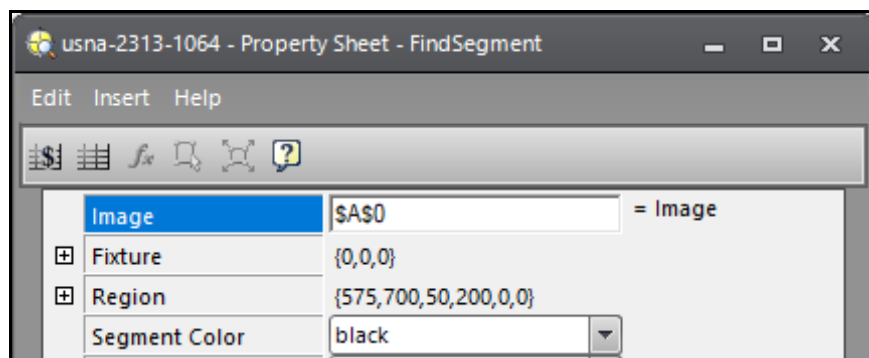 usna-2313-1064 - Property Sheet - FindSegment
Edit Insert Help
$ fx ?
Image $A$0 = Image
Fixture {0,0,0}
Region {575,700,50,200,0,0}
Segment Color black